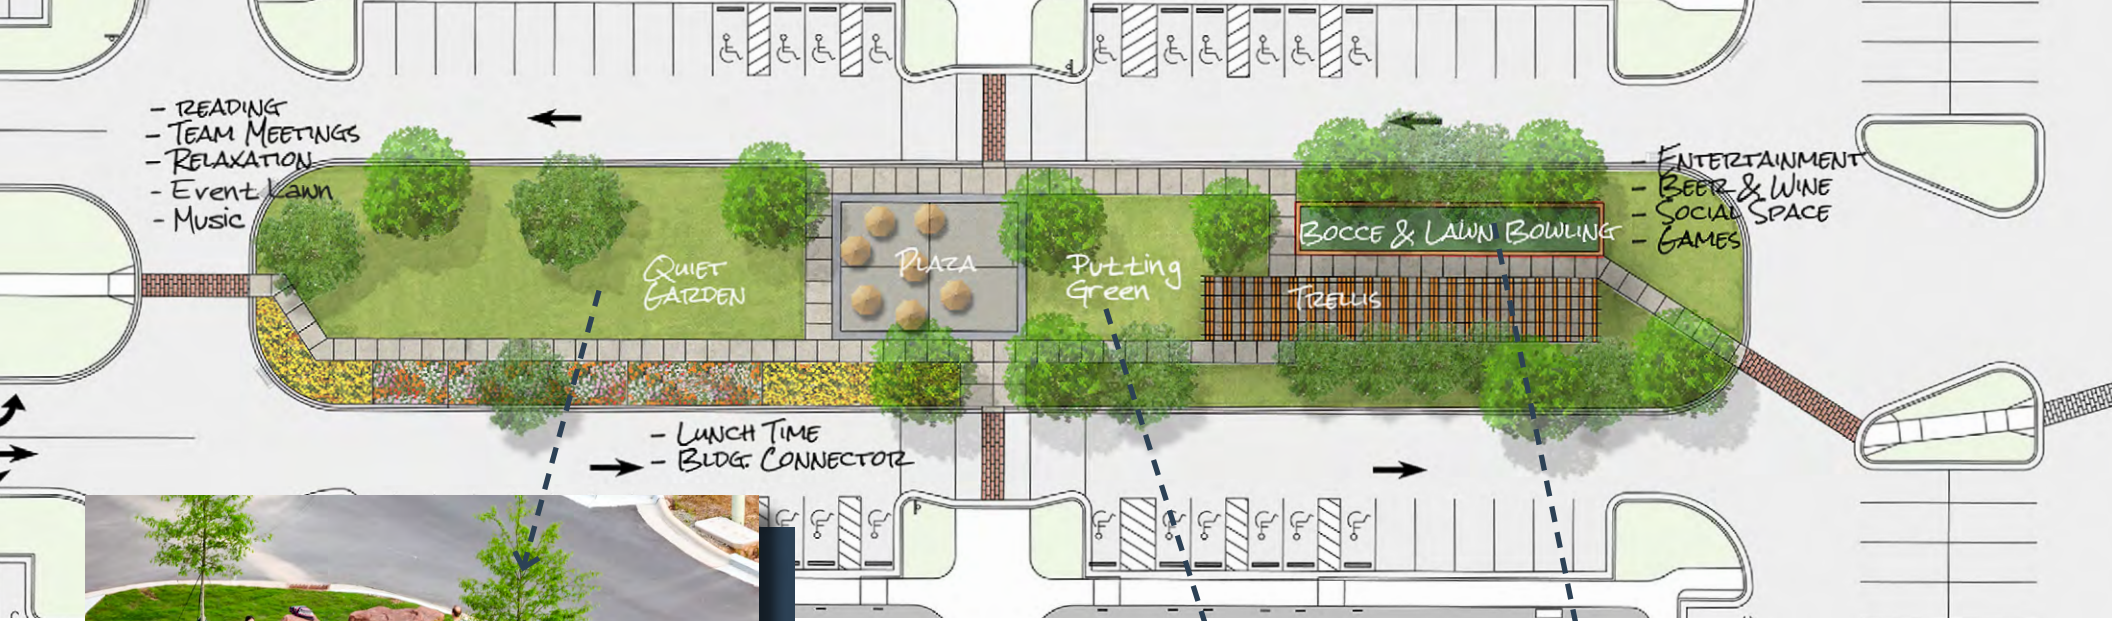 - READING
- TEAM MEETINGS
- RELAXATION
- Event Lawn
- Music
QUIET
GARDEN
PLAZA
Putting
Green
BOCCE & LAWN BOWLING
TRELLIS
- ENTERTAINMENT
- BEER & WINE
- SOCIAL SPACE
- GAMES
- LUNCH TIME
- BLDG. CONNECTOR